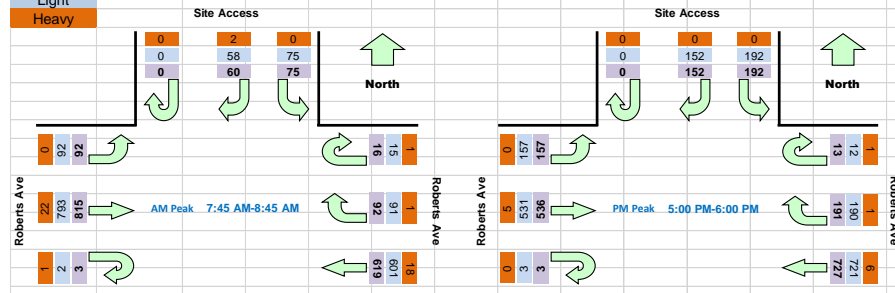 Light
Heavy
Site Access
0 2 0
0 58 75
0 60 75
North
0 92 92
16 15 1
22 793 815
AM Peak 7:45 AM-8:45 AM
92 91 1
1 2 3
619 601 18
Roberts Ave
Roberts Ave
Site Access
0 0 0
0 152 192
0 152 192
North
0 157 157
13 12 1
5 531 536
PM Peak 5:00 PM-6:00 PM
191 190 1
0 3 3
727 721 6
Roberts Ave
Roberts Ave